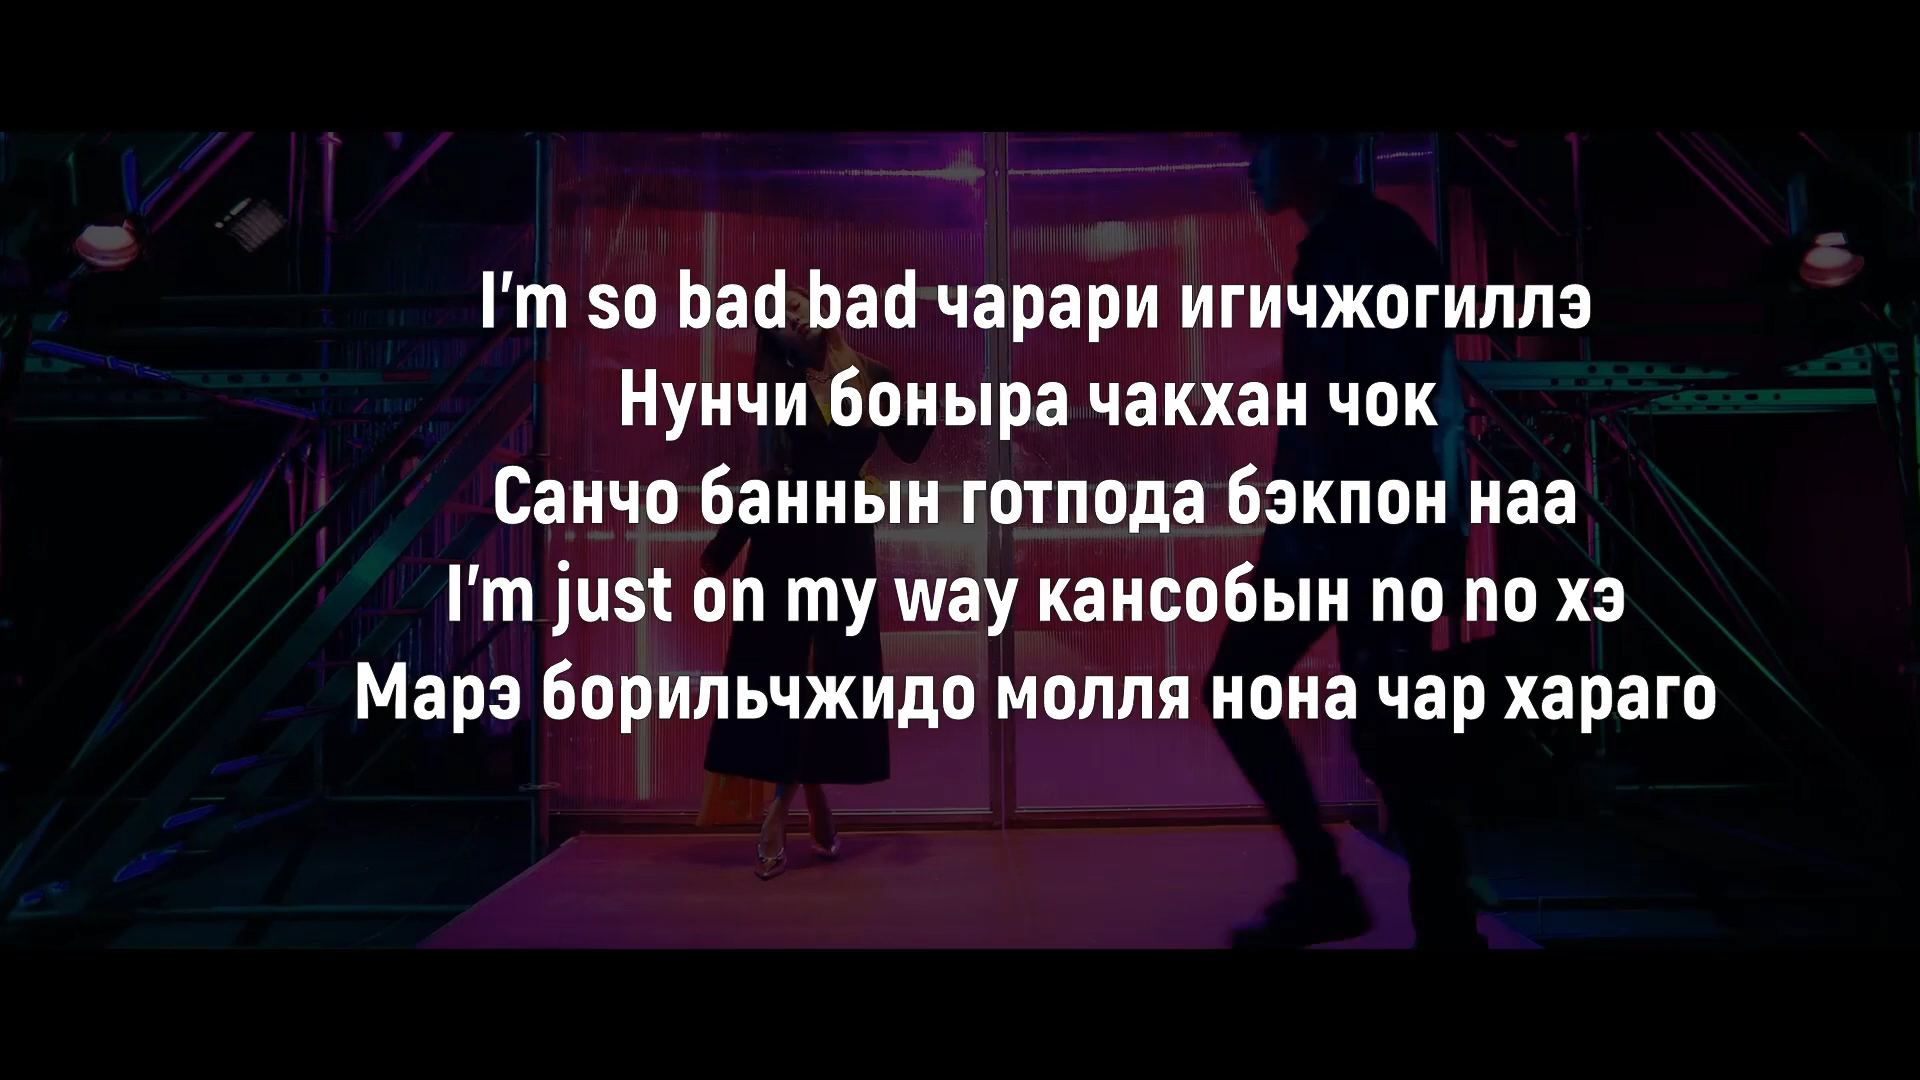 I'm so bad bad чарари игичжогиллэ
Нунчи боныра чакхан чок
Санчо баннын готпода бэкпон наа
I'm just on my way кансобын no no хэ
Марэ борильчжидо молля нона чар хараго